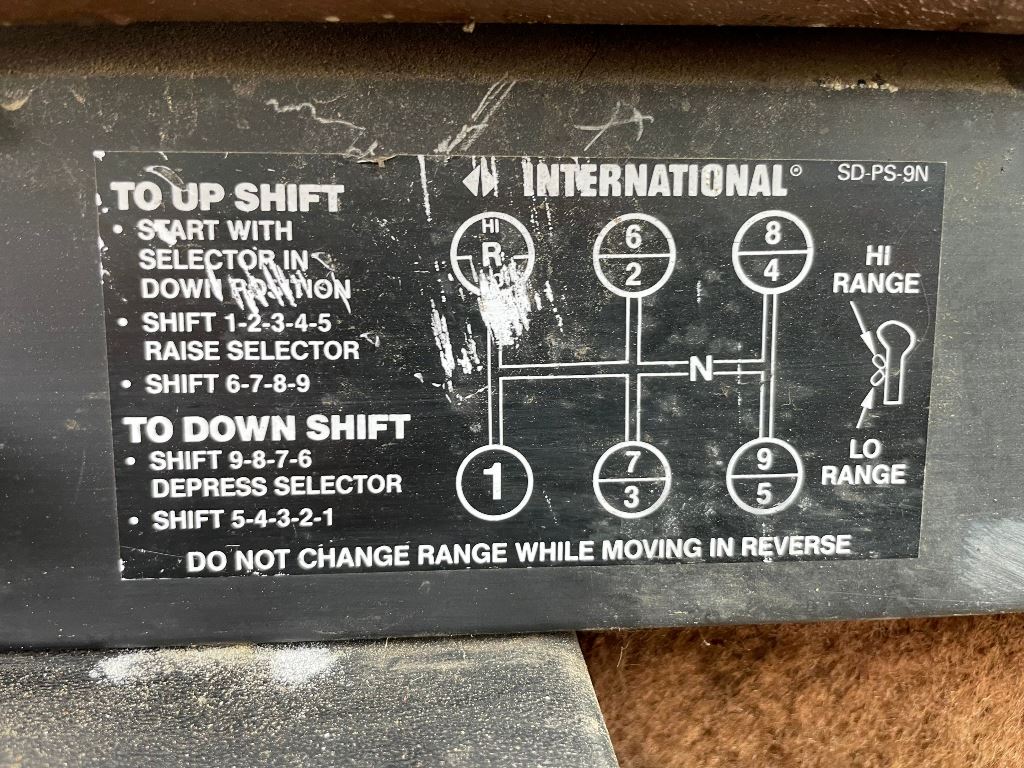 INTERNATIONAL®
SD-PS-9N
TO UP SHIFT
• START WITH
SELECTOR IN
DOWN POSITION
• SHIFT 1-2-3-4-5
RAISE SELECTOR
• SHIFT 6-7-8-9
TO DOWN SHIFT
• SHIFT 9-8-7-6
DEPRESS SELECTOR
• SHIFT 5-4-3-2-1
HI
R
6
2
8
4
N
1
7
3
9
5
HI
RANGE
LO
RANGE
DO NOT CHANGE RANGE WHILE MOVING IN REVERSE